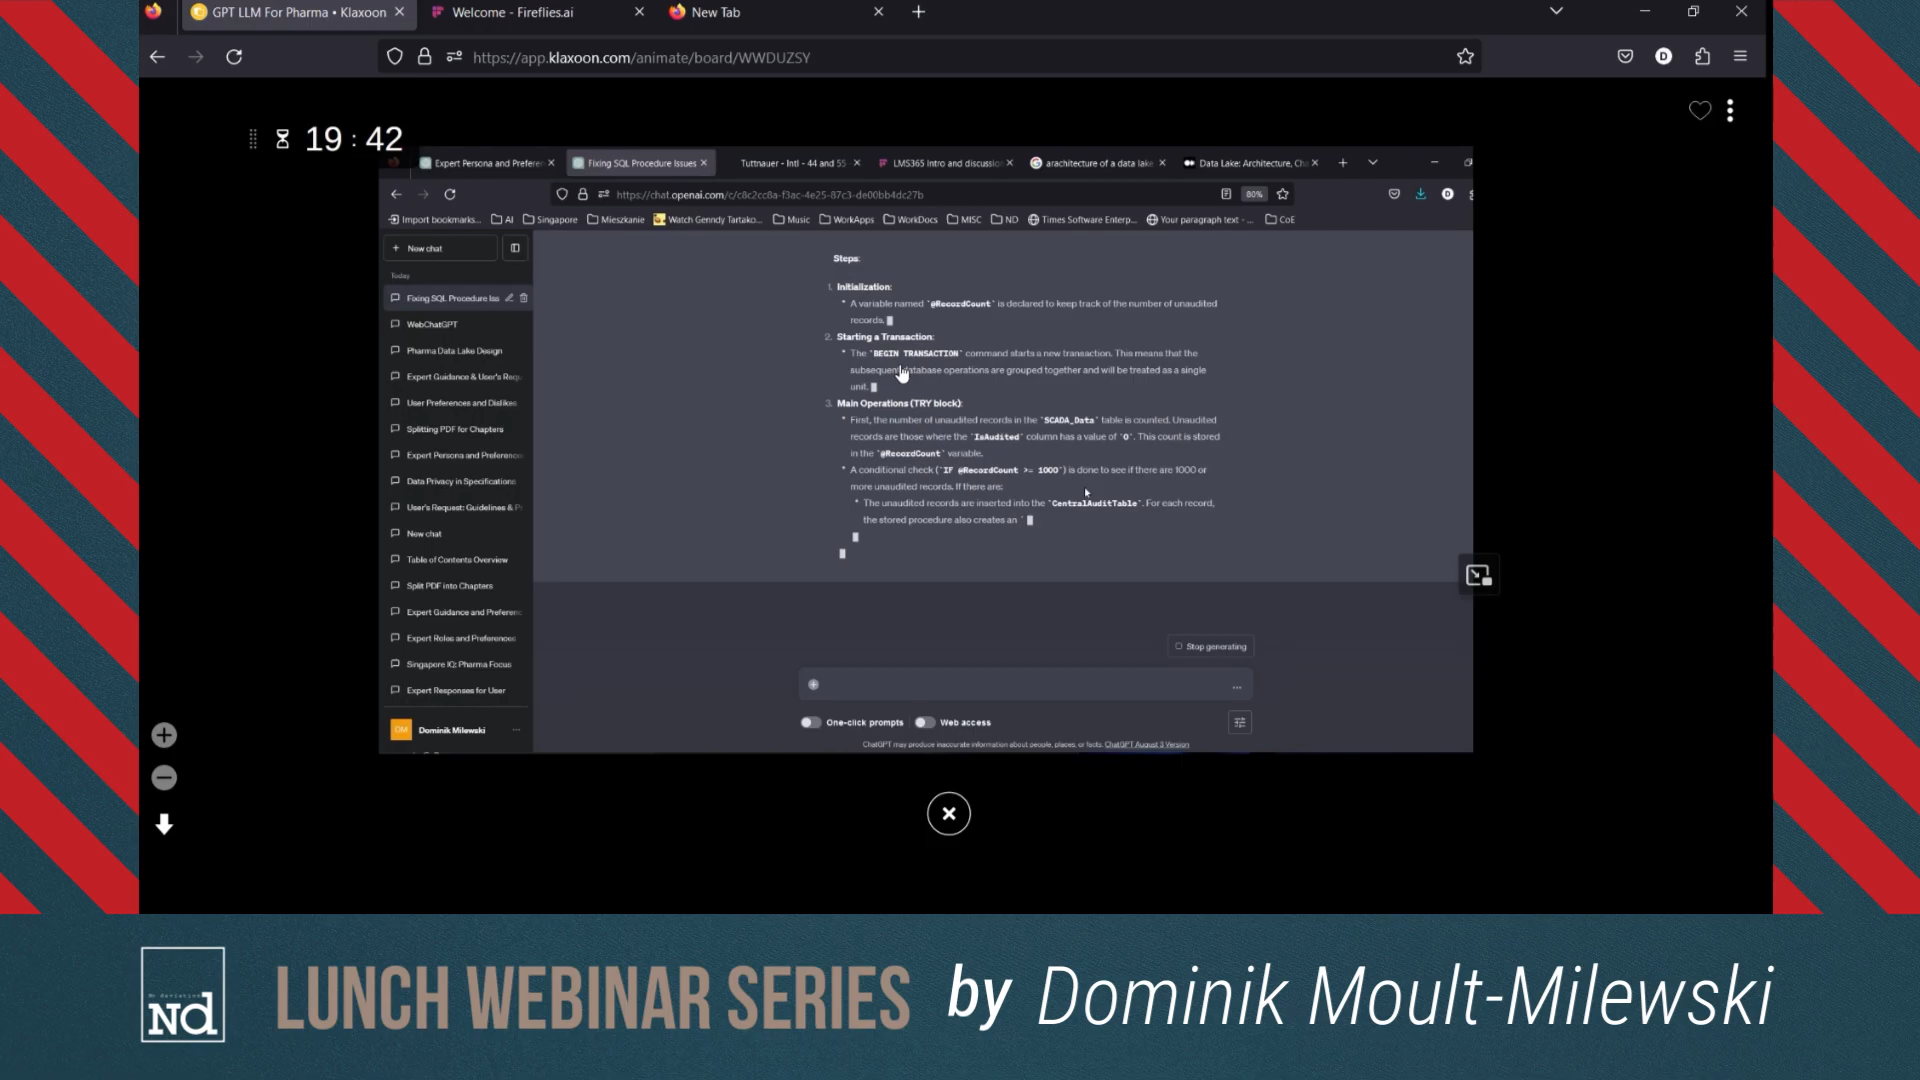 GPT LLM For Pharma • Klaxoon
Welcome - Fireflies.ai
New Tab
https://app.klaxoon.com/animate/board/WWDUZSY
19 : 42
Expert Persona and Preferen
Fixing SQL Procedure Issues
Tuttnauer - Intl - 44 and 55
LMS365 Intro and discussio
arachitecture of a data lake
Data Lake: Architecture, Ch
https://chat.openai.com/c/c8c2cc8a-f3ac-4e25-87c3-de00bb4dc27b
80%
Import bookmarks...
AI
Singapore
Mieszkanie
Watch Genndy Tartako...
Music
WorkApps
WorkDocs
MISC
ND
Times Software Enterp...
Your paragraph text - ...
CoE
+ New chat
Today
Fixing SQL Procedure Iss
WebChatGPT
Pharma Data Lake Design
Expert Guidance & User's Requ
User Preferences and Dislikes
Splitting PDF for Chapters
Expert Persona and Preference
Data Privacy in Specifications
User's Request: Guidelines & P
New chat
Table of Contents Overview
Split PDF into Chapters
Expert Guidance and Preferenc
Expert Roles and Preferences
Singapore IQ: Pharma Focus
Expert Responses for User
DM
Dominik Milewski
...
Steps:
1. Initialization:
• A variable named `@RecordCount` is declared to keep track of the number of unaudited
records.
2. Starting a Transaction:
• The `BEGIN TRANSACTION` command starts a new transaction. This means that the
subsequent database operations are grouped together and will be treated as a single
unit.
3. Main Operations (TRY block):
• First, the number of unaudited records in the `SCADA_Data` table is counted. Unaudited
records are those where the `IsAudited` column has a value of `0`. This count is stored
in the `@RecordCount` variable.
• A conditional check (`IF @RecordCount >= 1000`) is done to see if there are 1000 or
more unaudited records. If there are:
• The unaudited records are inserted into the `CentralAuditTable`. For each record,
the stored procedure also creates an `
Stop generating
...
One-click prompts
Web access
ChatGPT may produce inaccurate information about people, places, or facts. ChatGPT August 3 Version
Nd
LUNCH WEBINAR SERIES by Dominik Moult-Milewski